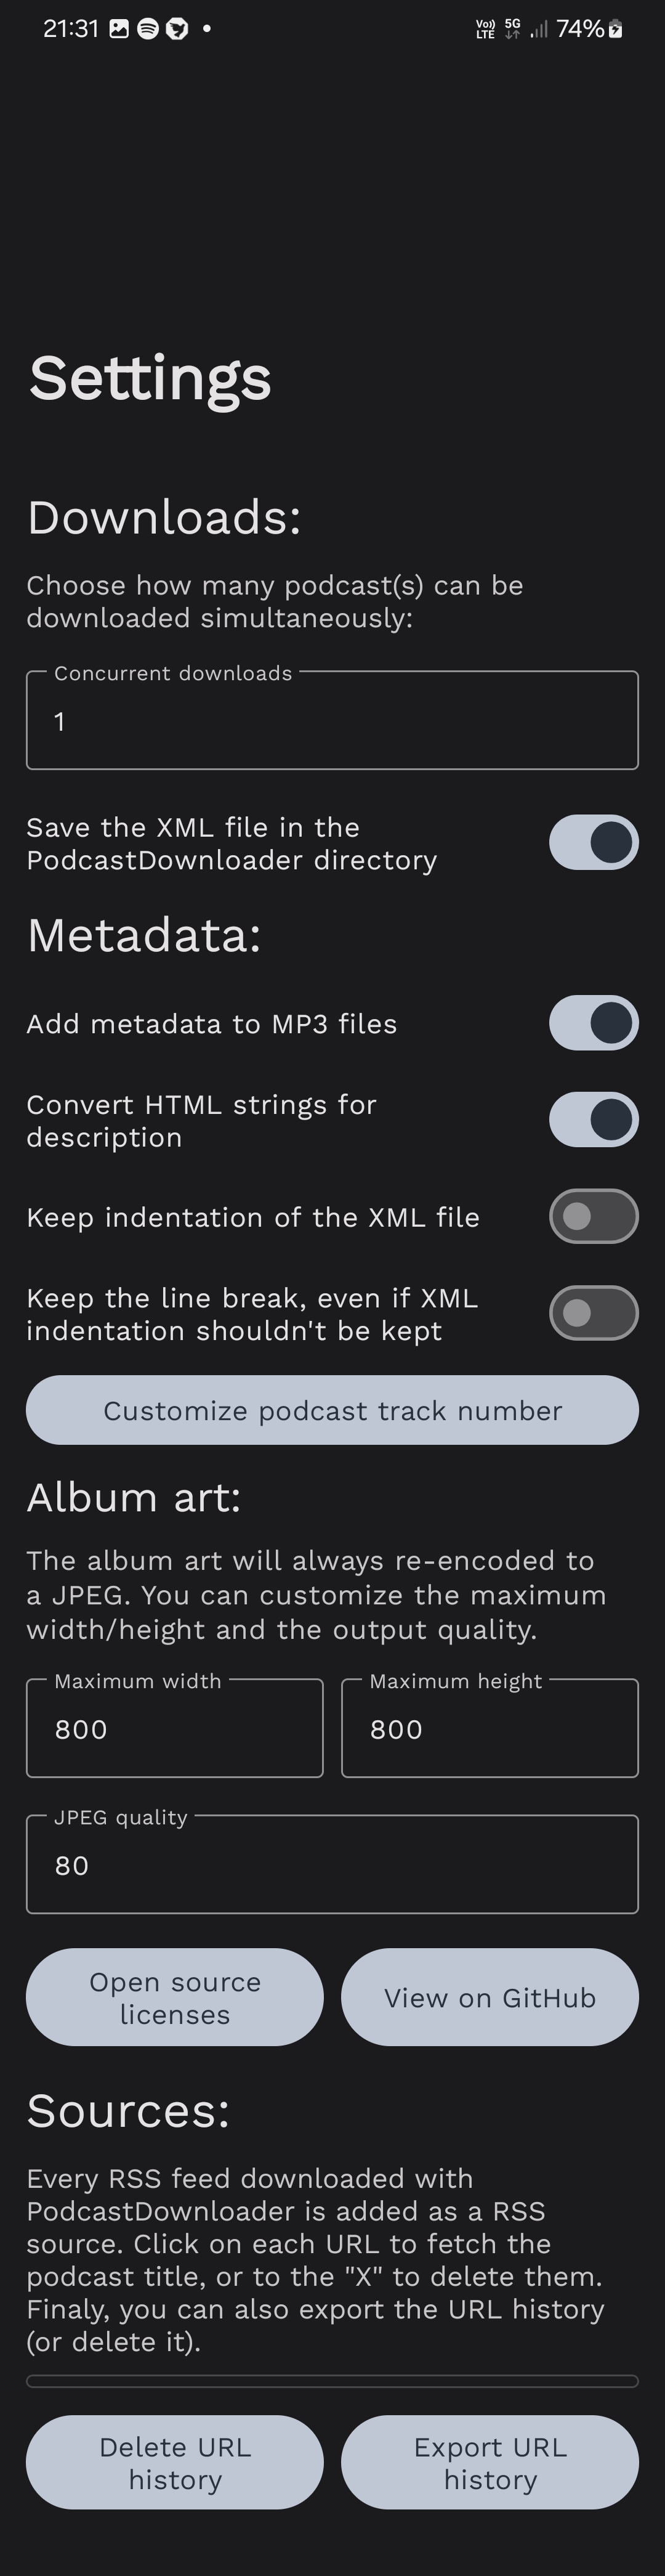 21:31
Vo)) LTE 5G 74%
Settings
Downloads:
Choose how many podcast(s) can be
downloaded simultaneously:
Concurrent downloads
1
Save the XML file in the
PodcastDownloader directory
Metadata:
Add metadata to MP3 files
Convert HTML strings for
description
Keep indentation of the XML file
Keep the line break, even if XML
indentation shouldn't be kept
Customize podcast track number
Album art:
The album art will always re-encoded to
a JPEG. You can customize the maximum
width/height and the output quality.
Maximum width
800
Maximum height
800
JPEG quality
80
Open source
licenses
View on GitHub
Sources:
Every RSS feed downloaded with
PodcastDownloader is added as a RSS
source. Click on each URL to fetch the
podcast title, or to the "X" to delete them.
Finaly, you can also export the URL history
(or delete it).
Delete URL
history
Export URL
history